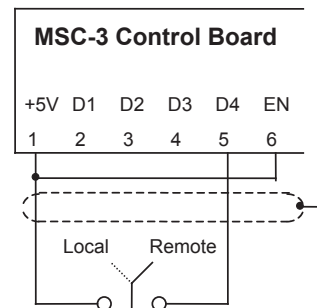 MSC-3 Control Board
+5V D1 D2 D3 D4 EN
1 2 3 4 5 6
Local Remote